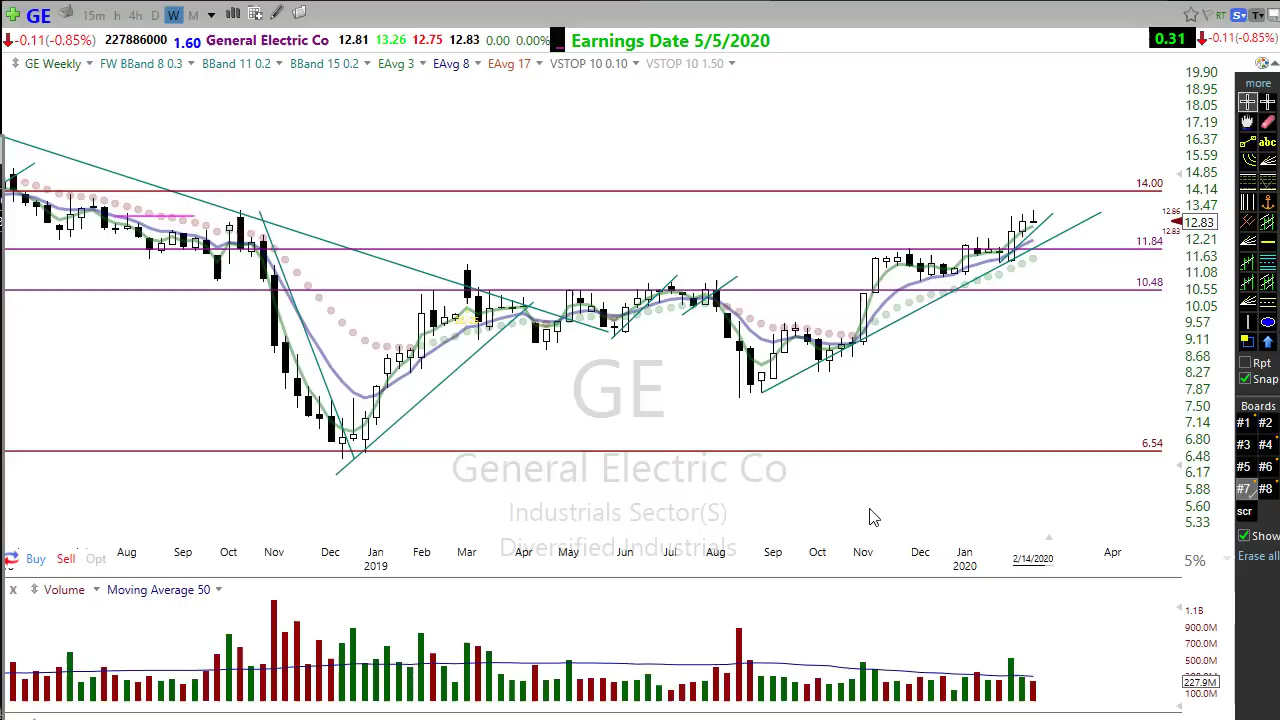 GE 15m h 4h D W M RT S T
-0.11(-0.85%) 227886000 1.60 General Electric Co 12.81 13.26 12.75 12.83 0.00 0.00% Earnings Date 5/5/2020 0.31 -0.11(-0.85%)
GE Weekly FW BBand 8 0.3 BBand 11 0.2 BBand 15 0.2 EAvg 3 EAvg 8 EAvg 17 VSTOP 10 0.10 VSTOP 10 1.50
19.90
more
18.95
18.05
17.19
abc
16.37
15.59
14.85
14.00
14.14
13.47
12.86
12.83
12.83
12.21
11.84
11.63
11.08
10.48
10.55
10.05
9.57
9.11
8.68
Rpt
8.27
Snap
7.87
GE
7.50
Boards
7.14
#1 #2
6.80
6.54
#3 #4
6.48
General Electric Co
#5 #6
6.17
5.88
#7 #8
5.60
Industrials Sector(S)
scr
5.33
Show
Diversified Industrials
Aug Sep Oct Nov Dec Jan Feb Mar Apr May Jun Jul Aug Sep Oct Nov Dec Jan Apr
Buy Sell Opt
2019 2020 2/14/2020
5%
Erase all
X Volume Moving Average 50
1.1B
900.0M
700.0M
500.0M
227.9M
100.0M